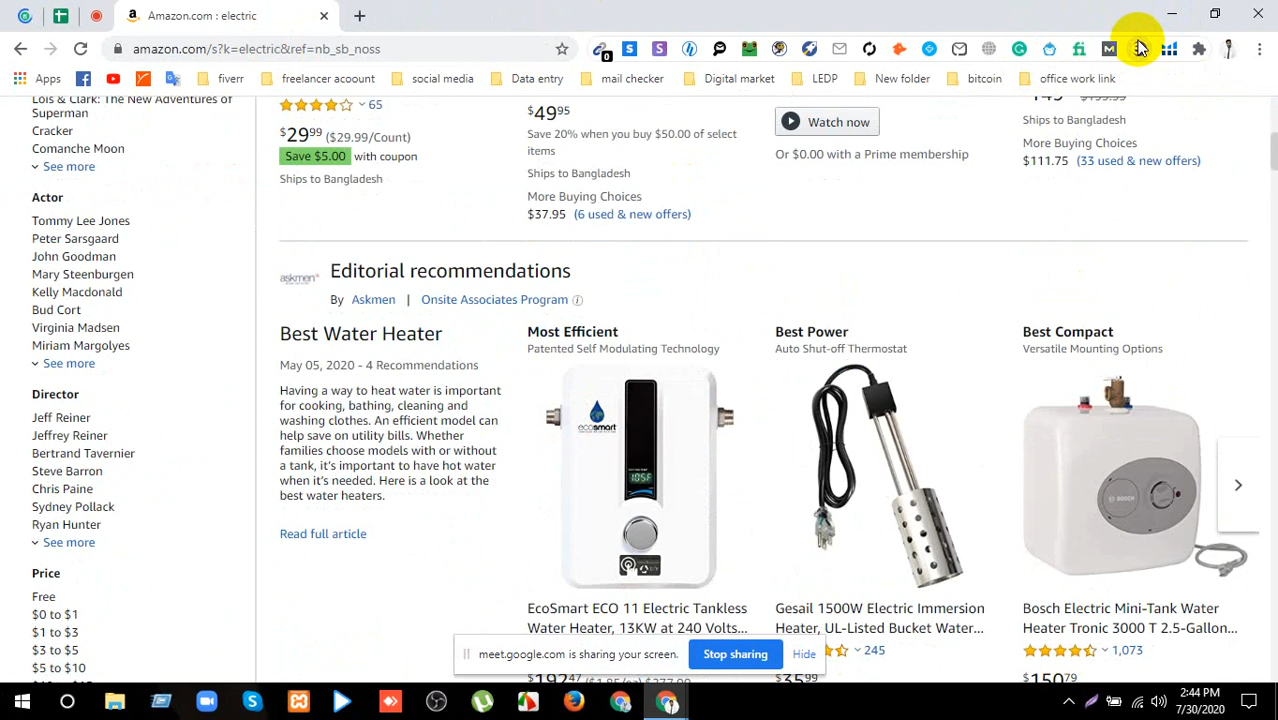 Amazon.com : electric
amazon.com/s?k=electric&ref=nb_sb_noss
0
M
Apps
fiverr
freelancer acoount
social media
Data entry
mail checker
Digital market
LEDP
New folder
bitcoin
office work link
Lois & Clark: The New Adventures of
Superman
Cracker
Comanche Moon
See more
Actor
Tommy Lee Jones
Peter Sarsgaard
John Goodman
Mary Steenburgen
Kelly Macdonald
Bud Cort
Virginia Madsen
Miriam Margolyes
See more
Director
Jeff Reiner
Jeffrey Reiner
Bertrand Tavernier
Steve Barron
Chris Paine
Sydney Pollack
Ryan Hunter
See more
Price
Free
$0 to $1
$1 to $3
$3 to $5
$5 to $10
65
$29.99 ($29.99/Count)
Save $5.00 with coupon
Ships to Bangladesh
$49.95
Save 20% when you buy $50.00 of select
items
Ships to Bangladesh
More Buying Choices
$37.95 (6 used & new offers)
Watch now
Or $0.00 with a Prime membership
Ships to Bangladesh
More Buying Choices
$111.75 (33 used & new offers)
askmen
Editorial recommendations
By Askmen | Onsite Associates Program
Best Water Heater
May 05, 2020 - 4 Recommendations
Having a way to heat water is important
for cooking, bathing, cleaning and
washing clothes. An efficient model can
help save on utility bills. Whether
families choose models with or without
a tank, it's important to have hot water
when it's needed. Here is a look at the
best water heaters.
Read full article
Most Efficient
Patented Self Modulating Technology
ecosmart
105F
EcoSmart ECO 11 Electric Tankless
Water Heater, 13KW at 240 Volts...
Best Power
Auto Shut-off Thermostat
Gesail 1500W Electric Immersion
Heater, UL-Listed Bucket Water...
245
Best Compact
Versatile Mounting Options
BOSCH
Bosch Electric Mini-Tank Water
Heater Tronic 3000 T 2.5-Gallon...
1,073
meet.google.com is sharing your screen.
Stop sharing
Hide
2:44 PM
7/30/2020